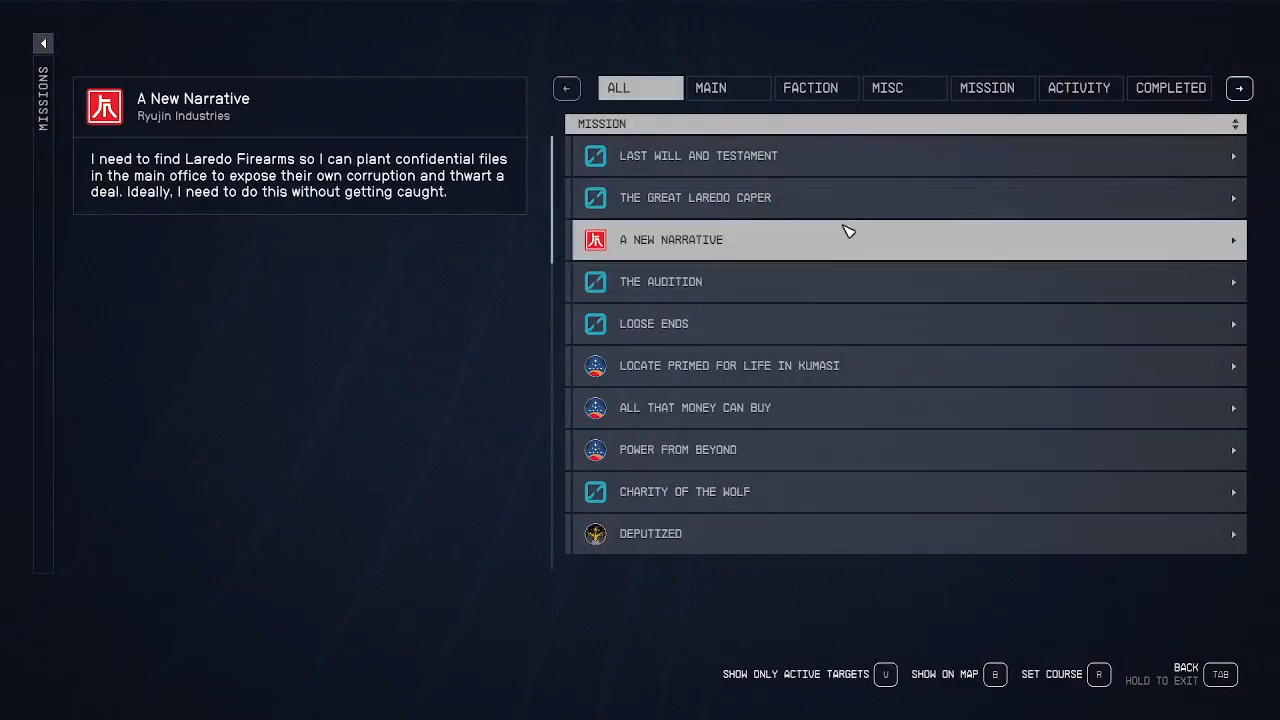 MISSIONS
A New Narrative
Ryujin Industries
I need to find Laredo Firearms so I can plant confidential files
in the main office to expose their own corruption and thwart a
deal. Ideally, I need to do this without getting caught.
ALL MAIN FACTION MISC MISSION ACTIVITY COMPLETED
MISSION
LAST WILL AND TESTAMENT
THE GREAT LAREDO CAPER
A NEW NARRATIVE
THE AUDITION
LOOSE ENDS
LOCATE PRIMED FOR LIFE IN KUMASI
ALL THAT MONEY CAN BUY
POWER FROM BEYOND
CHARITY OF THE WOLF
DEPUTIZED
SHOW ONLY ACTIVE TARGETS V SHOW ON MAP B SET COURSE R BACK TAB
HOLD TO EXIT